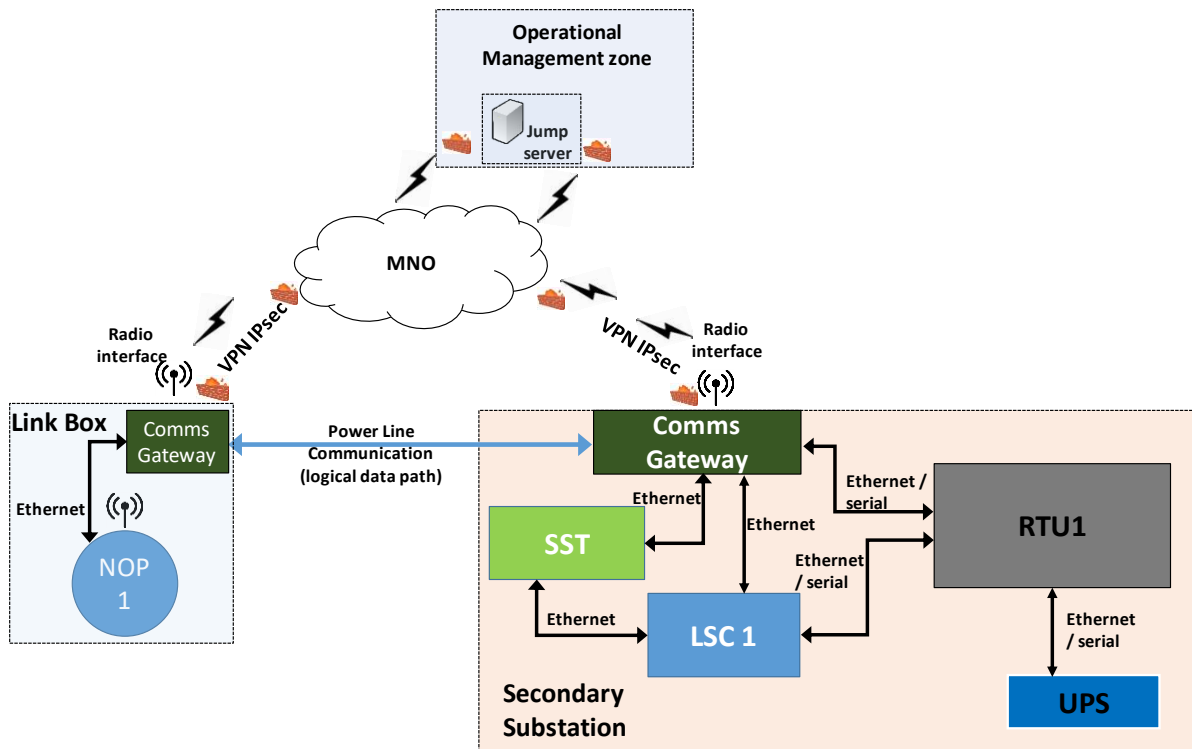 Operational
Management zone
Jump
server
MNO
Radio
interface
VPN IPsec
VPN IPsec
Radio
interface
Link Box
Comms
Gateway
Ethernet
NOP
1
Power Line
Communication
(logical data path)
Comms
Gateway
Ethernet
Ethernet
Ethernet /
serial
SST
RTU1
Ethernet
/ serial
Ethernet
LSC 1
Ethernet
/ serial
UPS
Secondary
Substation